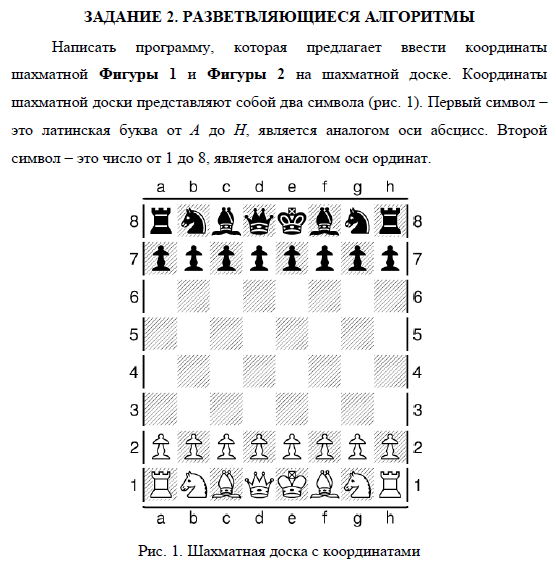 ЗАДАНИЕ 2. РАЗВЕТВЛЯЮЩИЕСЯ АЛГОРИТМЫ
Написать программу, которая предлагает ввести координаты
шахматной Фигуры 1 и Фигуры 2 на шахматной доске. Координаты
шахматной доски представляют собой два символа (рис. 1). Первый символ –
это латинская буква от A до H, является аналогом оси абсцисс. Второй
символ – это число от 1 до 8, является аналогом оси ординат.
a b c d e f g h
8 8
7 7
6 6
5 5
4 4
3 3
2 2
1 1
a b c d e f g h
Рис. 1. Шахматная доска с координатами